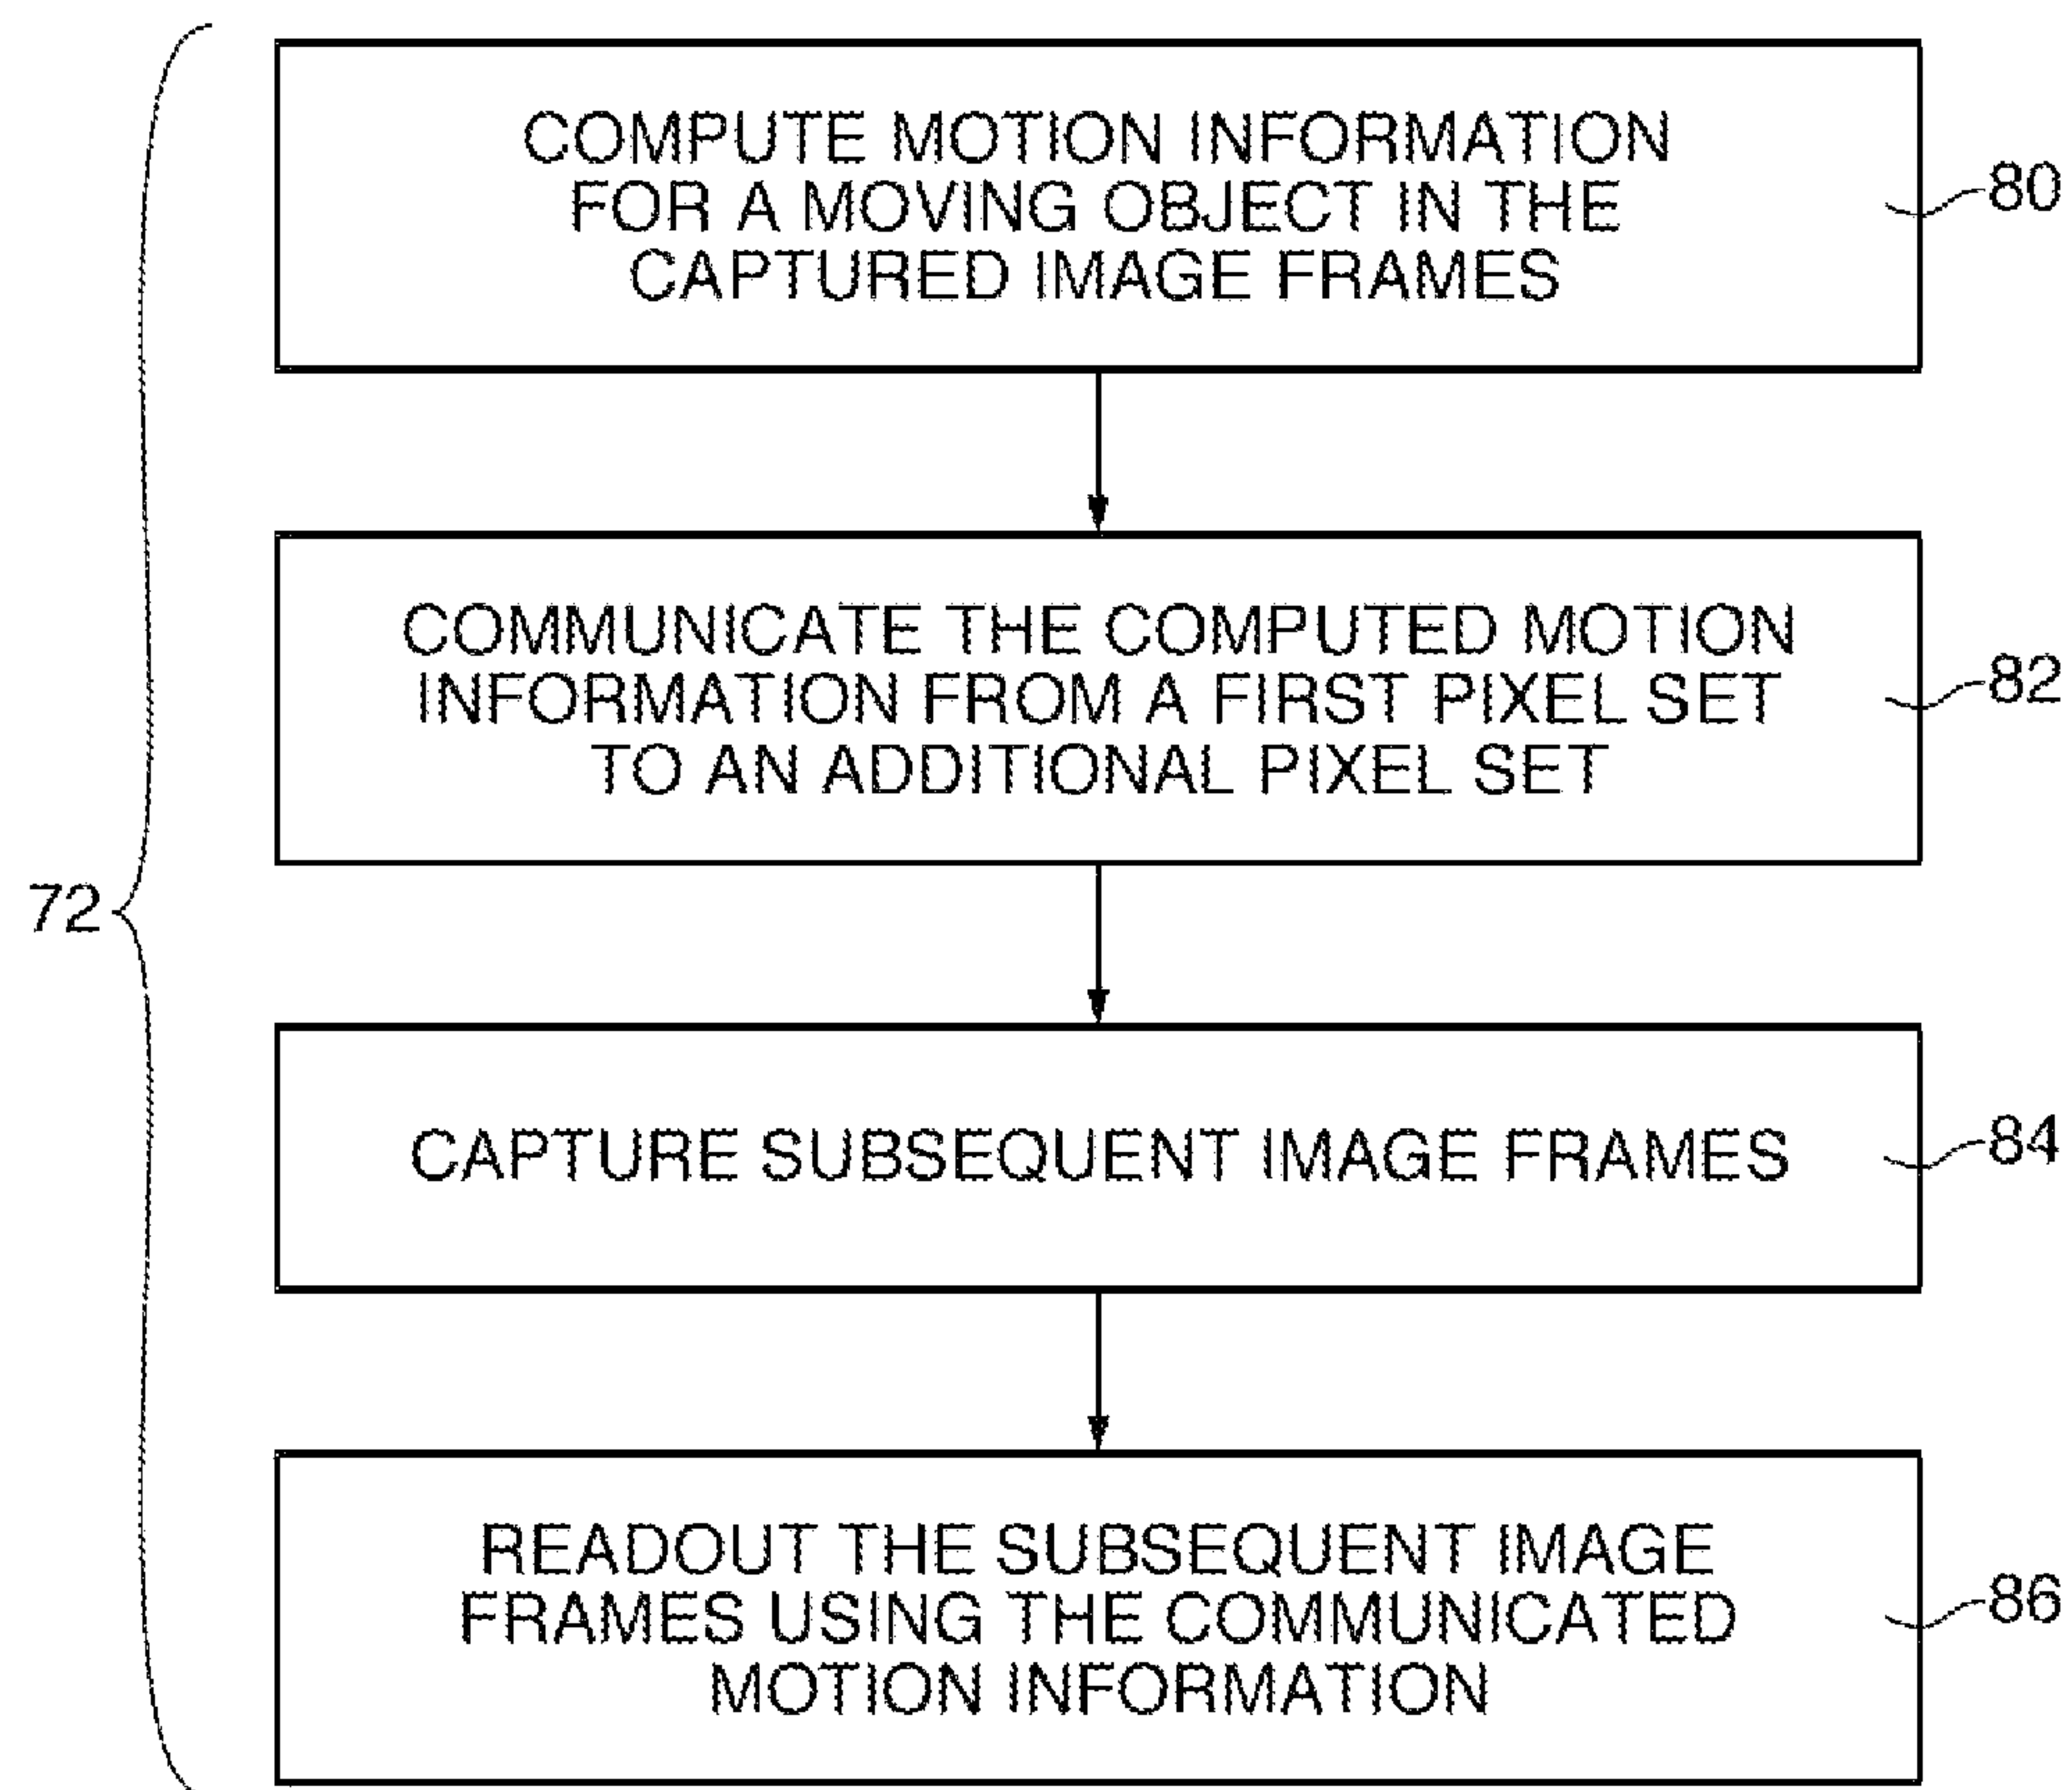 COMPUTE MOTION INFORMATION
FOR A MOVING OBJECT IN THE
CAPTURED IMAGE FRAMES
80
COMMUNICATE THE COMPUTED MOTION
INFORMATION FROM A FIRST PIXEL SET
TO AN ADDITIONAL PIXEL SET
82
72
CAPTURE SUBSEQUENT IMAGE FRAMES
84
READOUT THE SUBSEQUENT IMAGE
FRAMES USING THE COMMUNICATED
MOTION INFORMATION
86